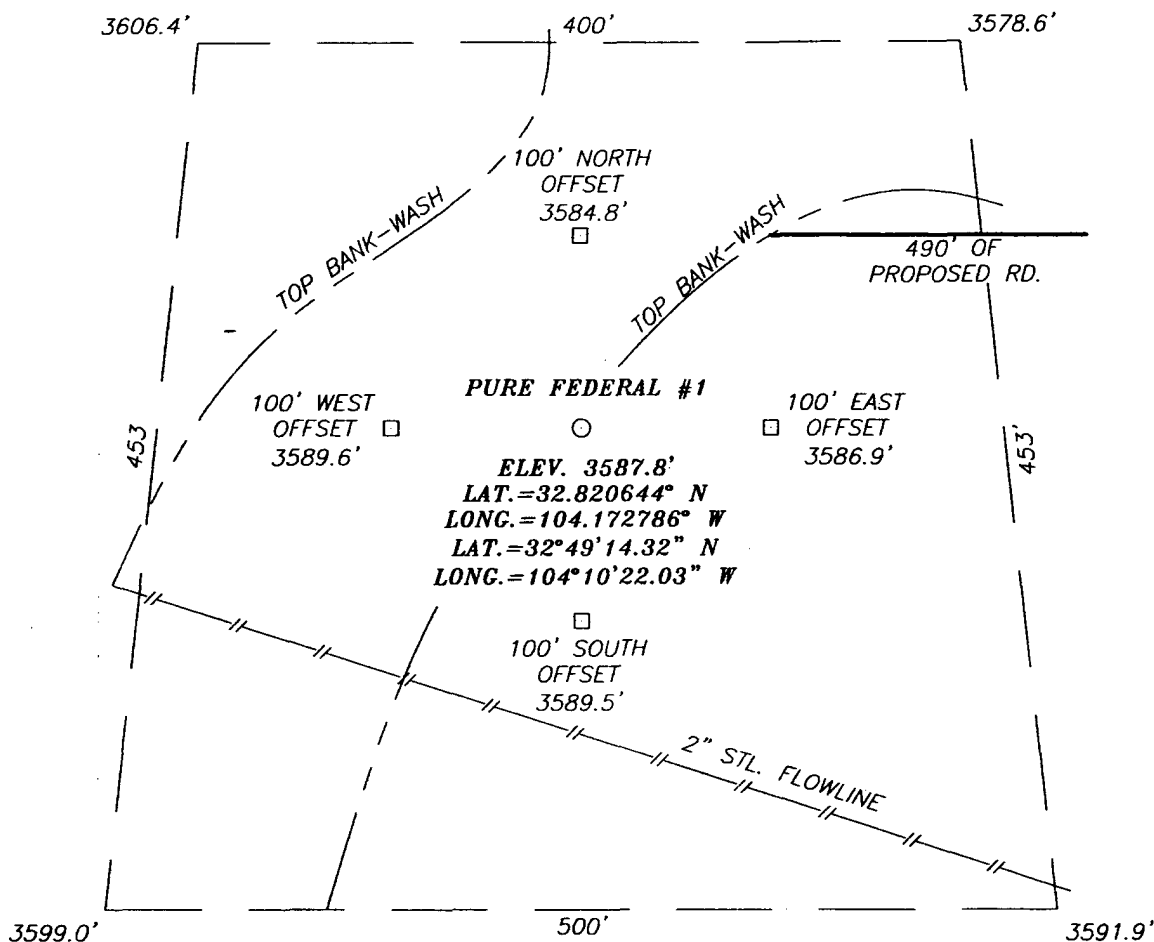 3606.4'
400'
3578.6'
100' NORTH
OFFSET
3584.8'
TOP BANK-WASH
TOP BANK-WASH
490' OF
PROPOSED RD.
PURE FEDERAL #1
100' WEST
OFFSET
3589.6'
100' EAST
OFFSET
3586.9'
453'
453'
ELEV. 3587.8'
LAT.=32.820644° N
LONG.=104.172786° W
LAT.=32°49'14.32" N
LONG.=104°10'22.03" W
100' SOUTH
OFFSET
3589.5'
2" STL. FLOWLINE
3599.0'
500'
3591.9'